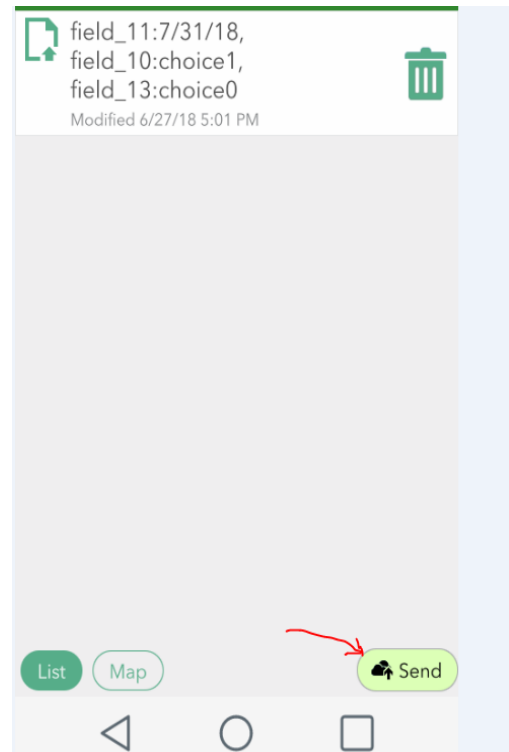 field_11:7/31/18,
field_10:choice1,
field_13:choice0
Modified 6/27/18 5:01 PM
List
Map
Send